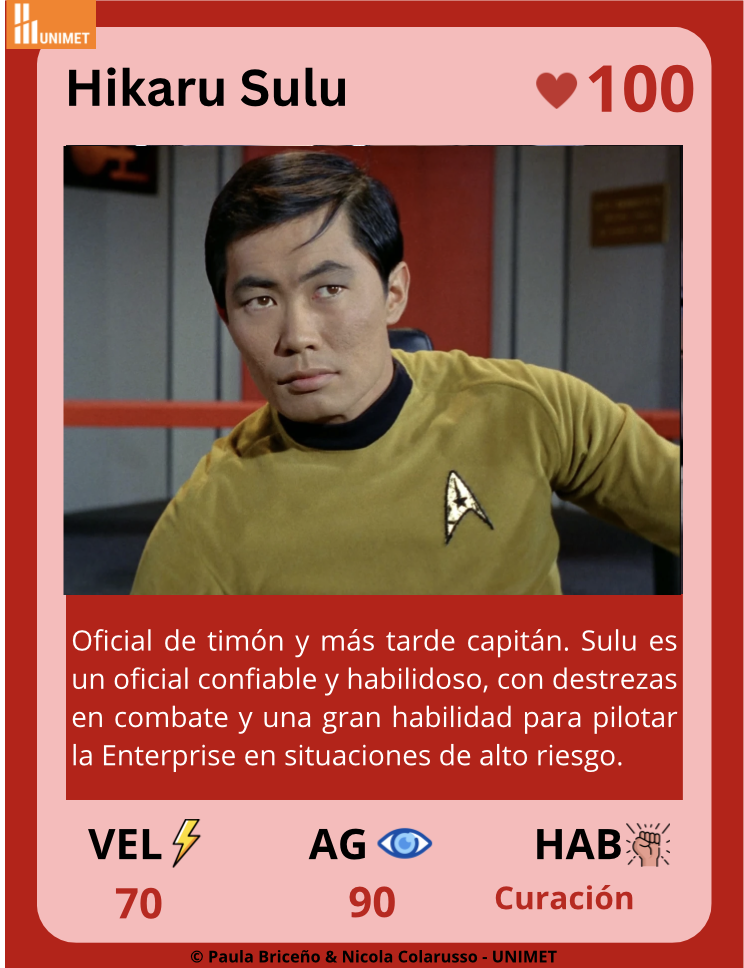 UNIMET
Hikaru Sulu
100
Oficial de timón y más tarde capitán. Sulu es
un oficial confiable y habilidoso, con destrezas
en combate y una gran habilidad para pilotar
la Enterprise en situaciones de alto riesgo.
VEL AG HAB
70 90 Curación
© Paula Briceño & Nicola Colarusso - UNIMET